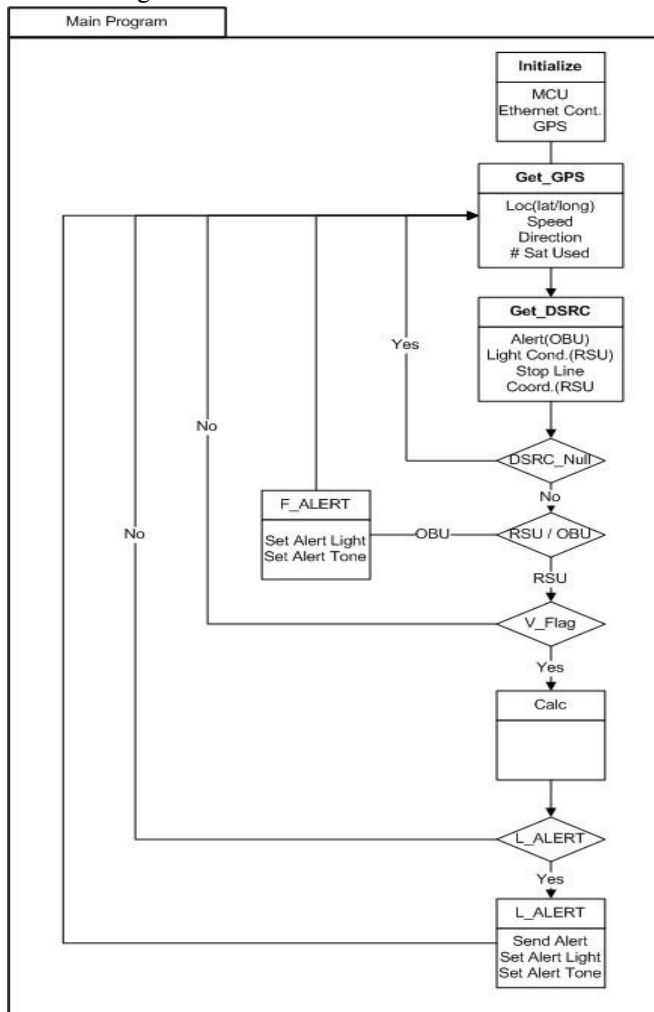 Main Program
Initialize
MCU
Ethernet Cont.
GPS
Get_GPS
Loc(lat/long)
Speed
Direction
# Sat Used
Get_DSRC
Alert(OBU)
Light Cond.(RSU)
Stop Line
Coord.(RSU
Yes
DSRC_Null
No
No
F_ALERT
Set Alert Light
Set Alert Tone
OBU
RSU / OBU
RSU
No
V_Flag
Yes
Calc
L_ALERT
Yes
L_ALERT
Send Alert
Set Alert Light
Set Alert Tone